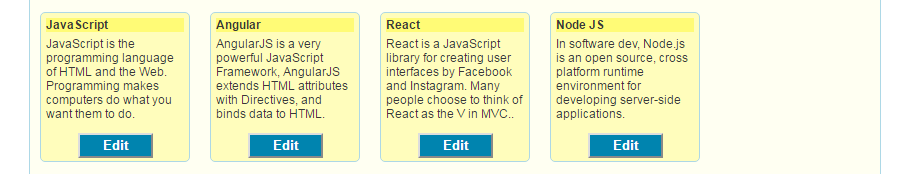 JavaScript
JavaScript is the
programming language
of HTML and the Web.
Programming makes
computers do what you
want them to do.
Edit
Angular
AngularJS is a very
powerful JavaScript
Framework, AngularJS
extends HTML attributes
with Directives, and
binds data to HTML.
Edit
React
React is a JavaScript
library for creating user
interfaces by Facebook
and Instagram. Many
people choose to think of
React as the V in MVC..
Edit
Node JS
In software dev, Node.js
is an open source, cross
platform runtime
environment for
developing server-side
applications.
Edit